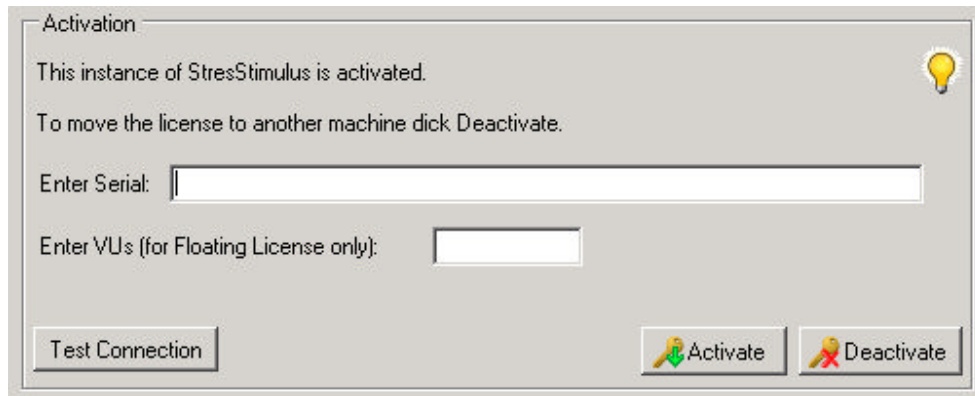 Activation
This instance of StresStimulus is activated.
To move the license to another machine dick Deactivate.
Enter Serial:
Enter VUs (for Floating License only):
Test Connection Activate Deactivate